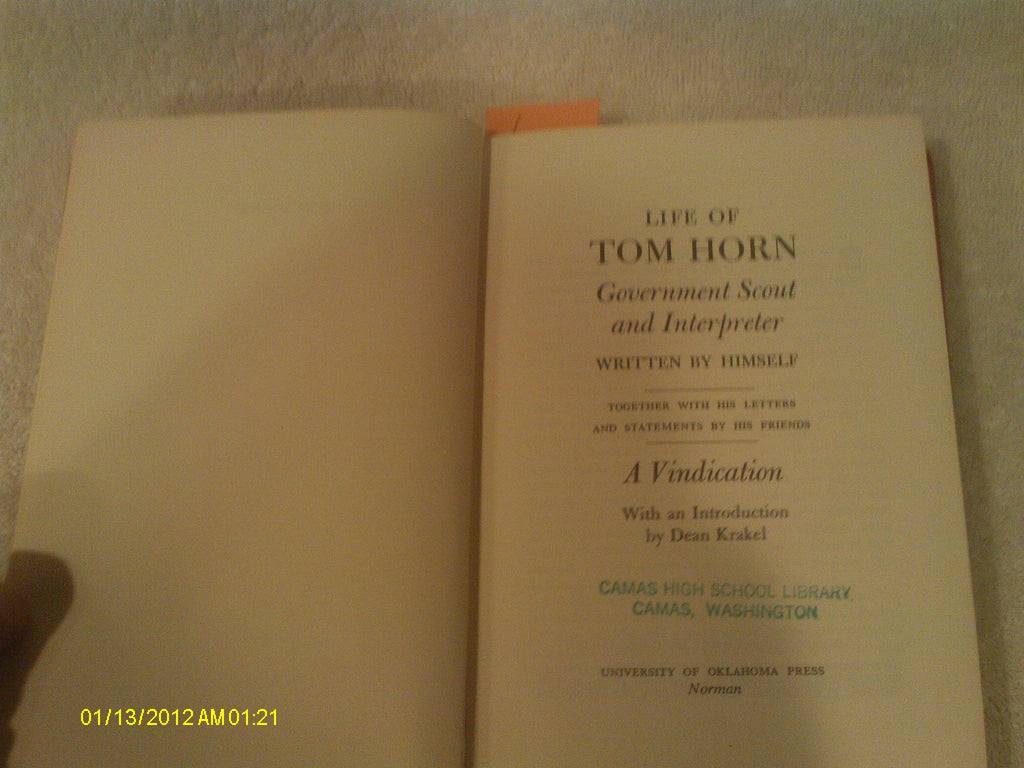 LIFE OF
TOM HORN
Government Scout
and Interpreter
WRITTEN BY HIMSELF
TOGETHER WITH HIS LETTERS
AND STATEMENTS BY HIS FRIENDS
A Vindication
With an Introduction
by Dean Krakel
CAMAS HIGH SCHOOL LIBRARY
CAMAS, WASHINGTON
UNIVERSITY OF OKLAHOMA PRESS
Norman
01/13/2012 AM 01:21